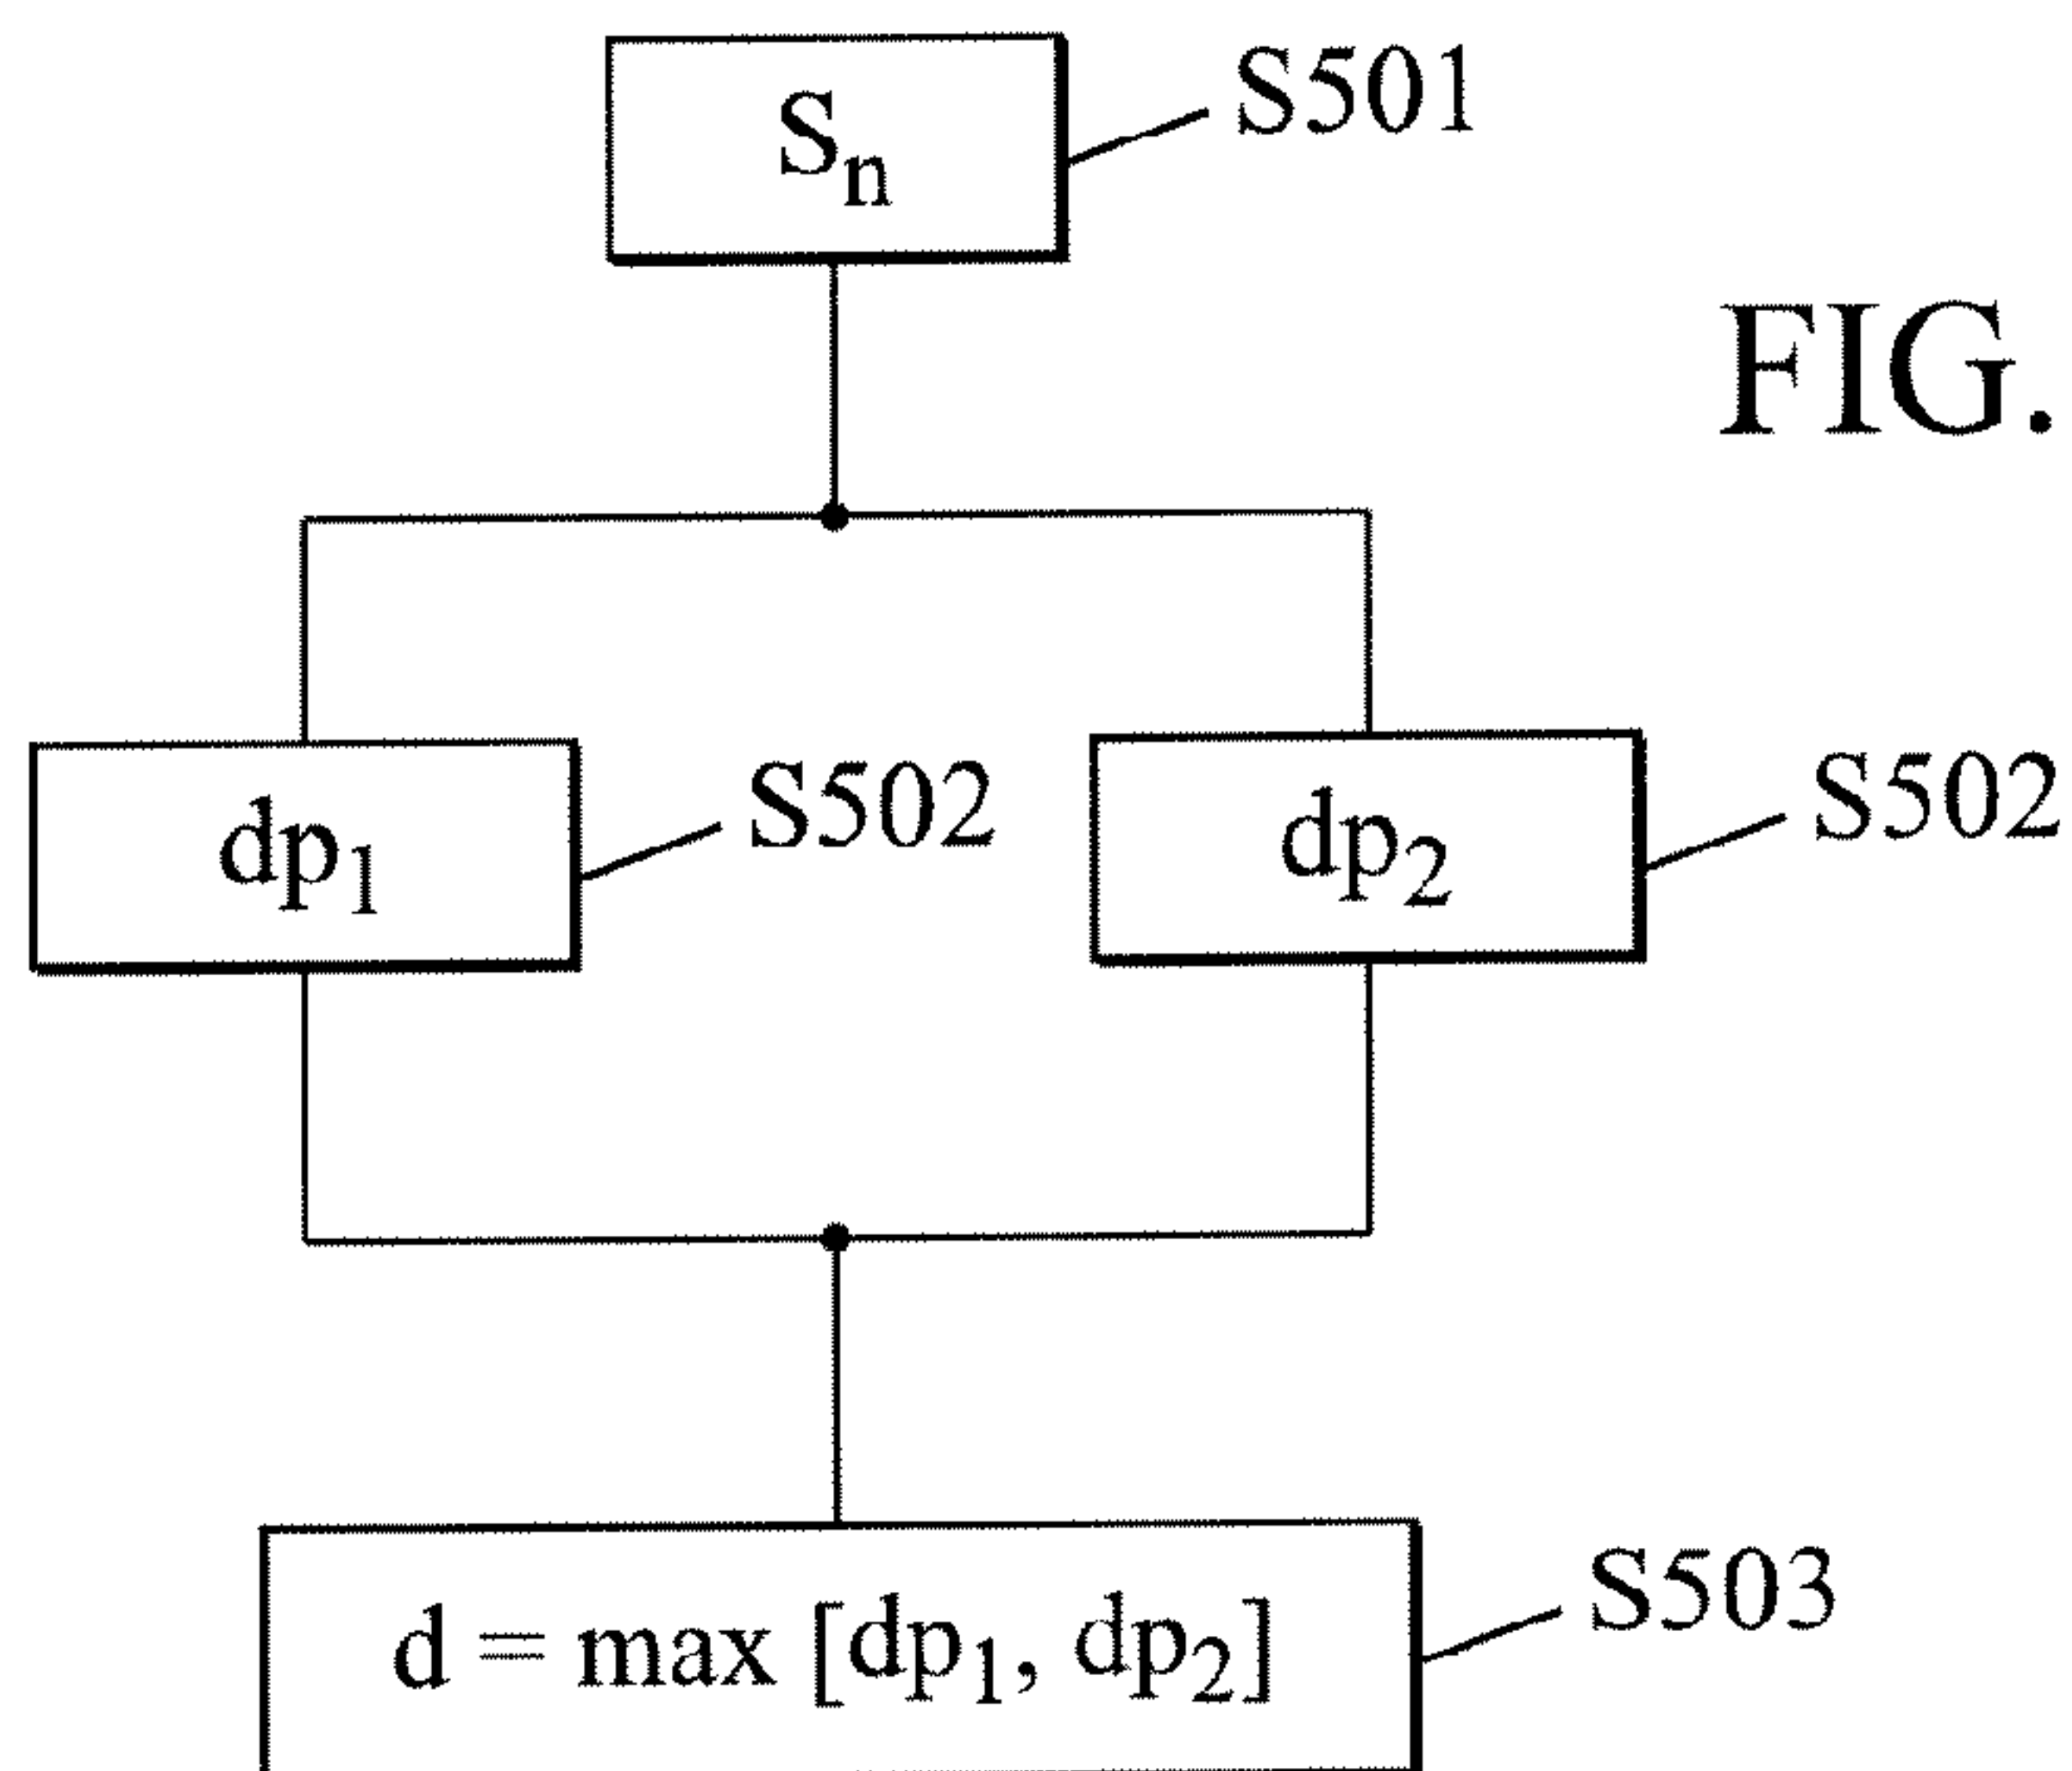 Sₙ S501
FIG.
dp₁ S502 dp₂ S502
d = max [dp₁, dp₂] S503